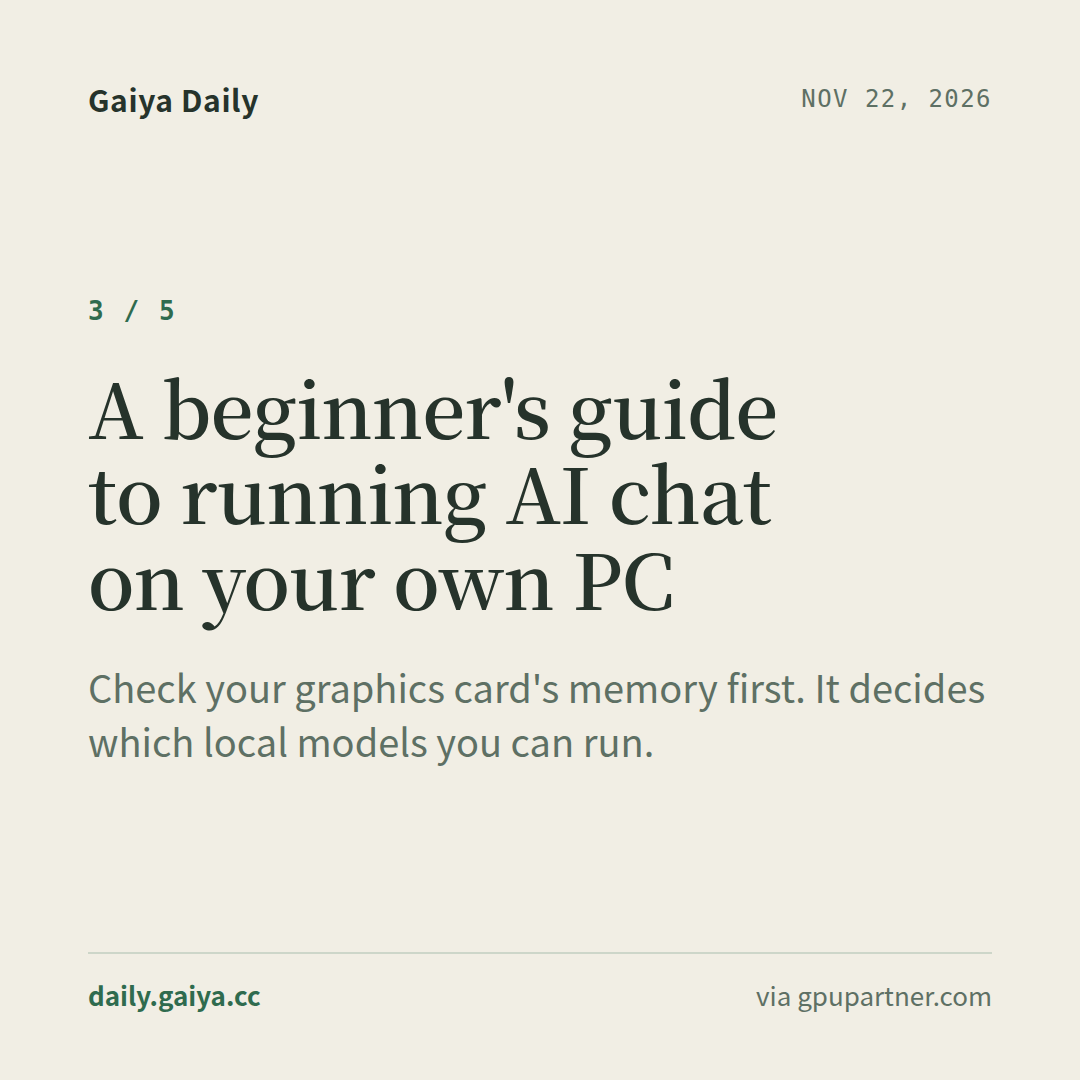 Gaiya Daily
NOV 22, 2026
3 / 5
A beginner's guide
to running AI chat
on your own PC
Check your graphics card's memory first. It decides
which local models you can run.
daily.gaiya.cc
via gpupartner.com